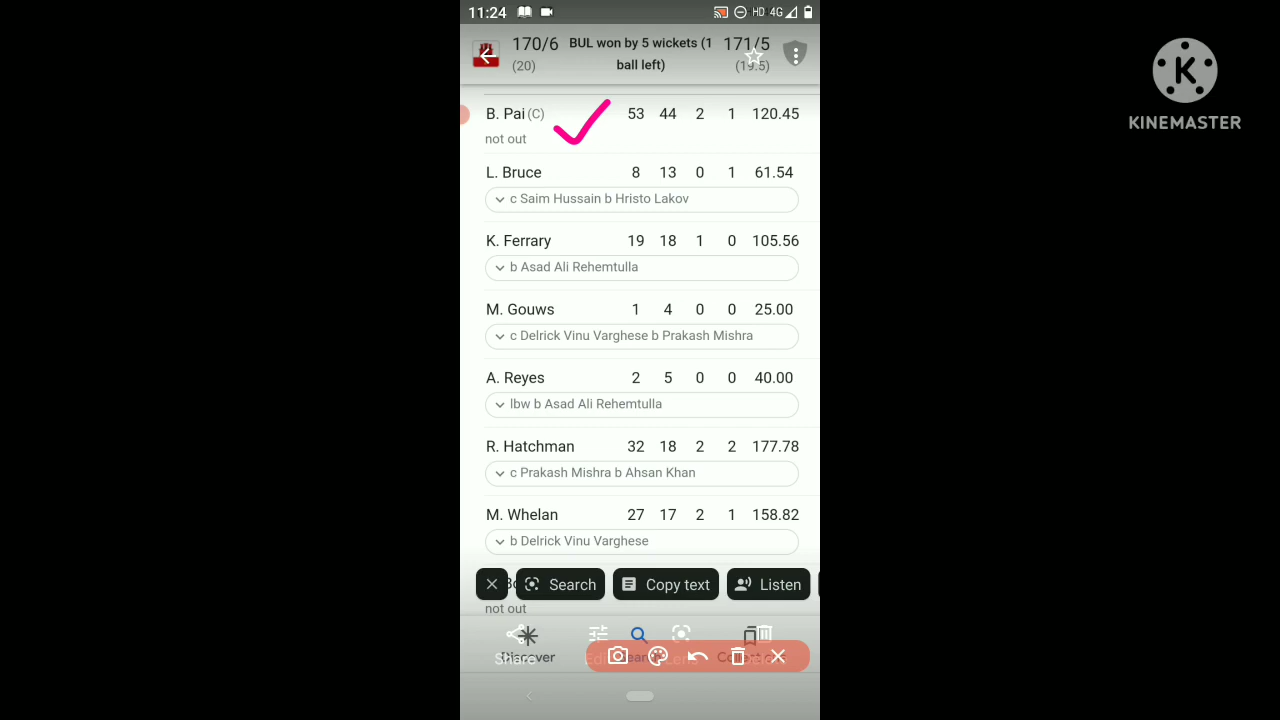 11:24 HD 4G
170/6 BUL won by 5 wickets (1 171/5
(20) ball left) (19.5)
B. Pai (C) 53 44 2 1 120.45
not out
L. Bruce 8 13 0 1 61.54
c Saim Hussain b Hristo Lakov
K. Ferrary 19 18 1 0 105.56
b Asad Ali Rehemtulla
M. Gouws 1 4 0 0 25.00
c Delrick Vinu Varghese b Prakash Mishra
A. Reyes 2 5 0 0 40.00
lbw b Asad Ali Rehemtulla
R. Hatchman 32 18 2 2 177.78
c Prakash Mishra b Ahsan Khan
M. Whelan 27 17 2 1 158.82
b Delrick Vinu Varghese
Search Copy text Listen
not out
Discover
Share
K
KINEMASTER